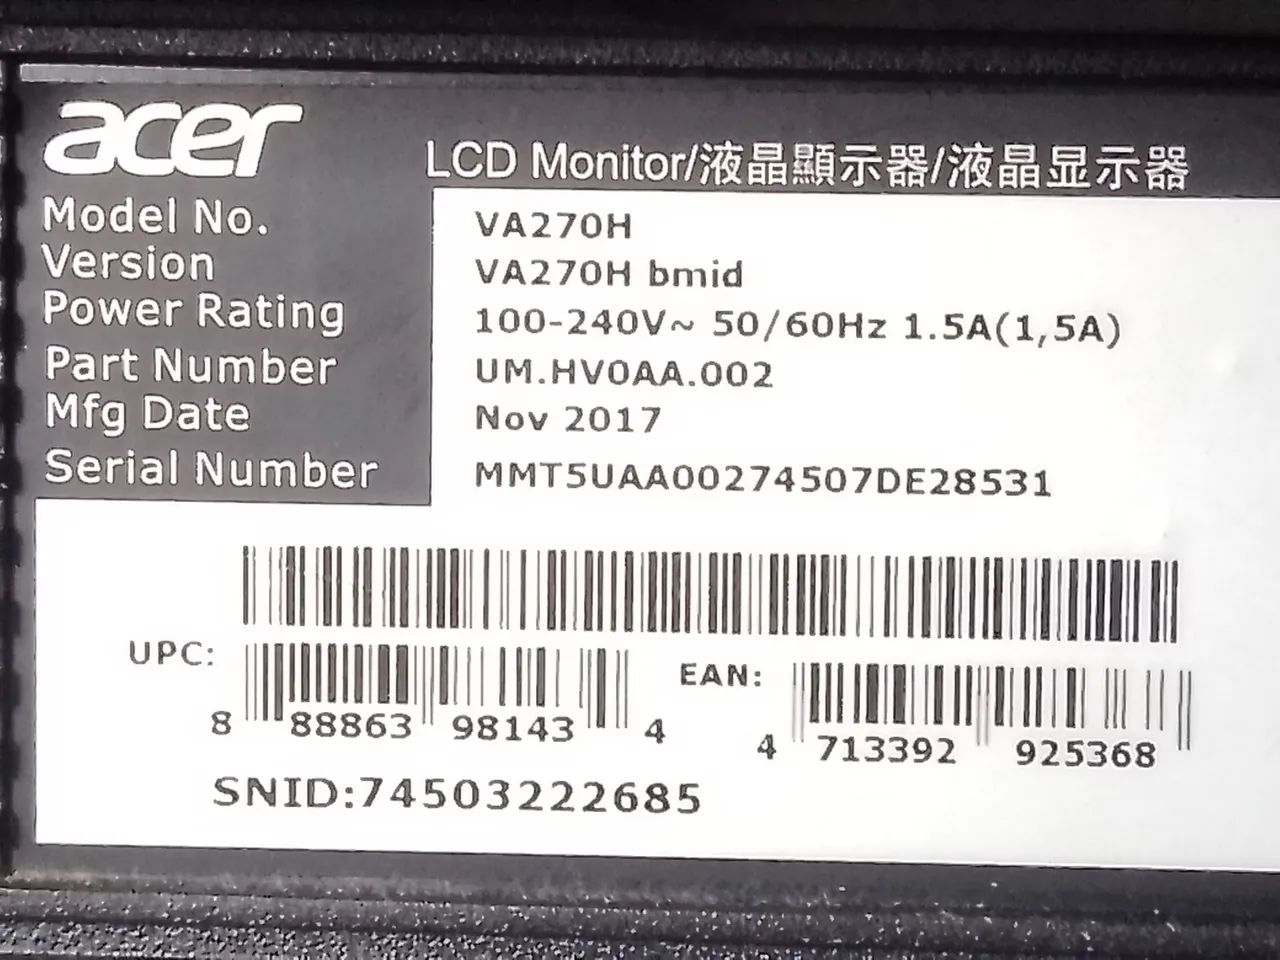 acer
LCD Monitor/液晶顯示器/液晶显示器
Model No. VA270H
Version VA270H bmid
Power Rating 100-240V~ 50/60Hz 1.5A(1,5A)
Part Number UM.HV0AA.002
Mfg Date Nov 2017
Serial Number MMT5UAA00274507DE28531
UPC: 8 88863 98143 4
EAN: 4 713392 925368
SNID:74503222685